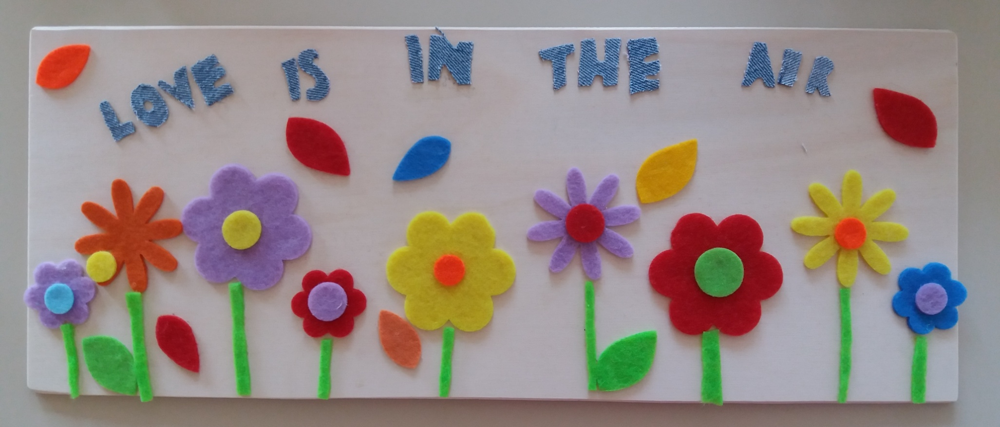 LOVE IS IN THE AIR